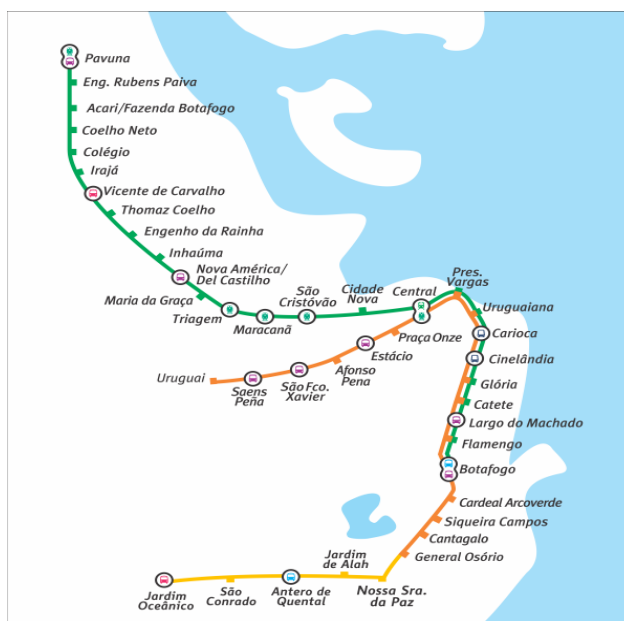 Pavuna
Eng. Rubens Paiva
Acari/Fazenda Botafogo
Coelho Neto
Colégio
Irajá
Vicente de Carvalho
Thomaz Coelho
Engenho da Rainha
Inhaúma
Nova América/
Del Castilho
Maria da Graça
Triagem
Maracanã
São
Cristóvão
Cidade
Nova
Central
Pres.
Vargas
Uruguaiana
Carioca
Cinelândia
Praça Onze
Estácio
Afonso
Pena
São Fco.
Xavier
Saens
Peña
Uruguai
Glória
Catete
Largo do Machado
Flamengo
Botafogo
Cardeal Arcoverde
Siqueira Campos
Cantagalo
General Osório
Nossa Sra.
da Paz
Jardim
de Alah
Antero de
Quental
São
Conrado
Jardim
Oceânico